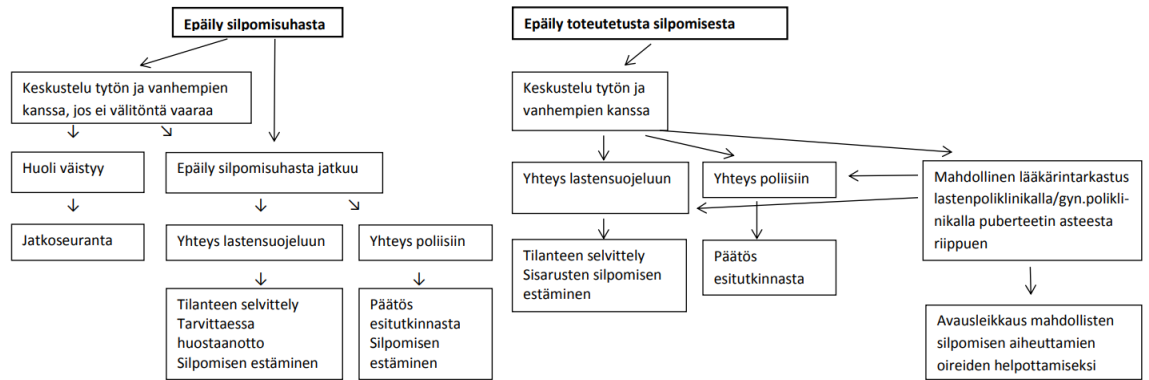 Epäily silpomisuhasta
Keskustelu tytön ja vanhempien
kanssa, jos ei välitöntä vaaraa
Huoli väistyy
Epäily silpomisuhasta jatkuu
Jatkoseuranta
Yhteys lastensuojeluun
Yhteys poliisiin
Tilanteen selvittely
Tarvittaessa
huostaanotto
Silpomisen estäminen
Päätös
esitutkinnasta
Silpomisen
estäminen
Epäily toteutetusta silpomisesta
Keskustelu tytön ja
vanhempien kanssa
Yhteys lastensuojeluun
Yhteys poliisiin
Mahdollinen lääkärintarkastus
lastenpoliklinikalla/gyn.polikli-
nikalla puberteetin asteesta
riippuen
Tilanteen selvittely
Sisarusten silpomisen
estäminen
Päätös
esitutkinnasta
Avausleikkaus mahdollisten
silpomisen aiheuttamien
oireiden helpottamiseksi